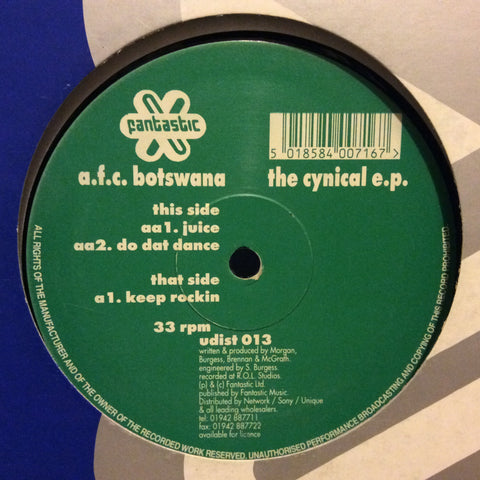 fantastic
5 018584 007167 >
a.f.c. botswana
the cynical e.p.
this side
aa1. juice
aa2. do dat dance
that side
a1. keep rockin
33 rpm
udist 013
written & produced by Morgan,
Burgess, Brennan & McGrath.
engineered by S. Burgess.
recorded at R.O.L. Studios.
(p) & (c) Fantastic Ltd.
published by Fantastic Music.
Distributed by Network / Sony / Unique
& all leading wholesalers.
tel: 01942 887711
fax: 01942 887722
available for licence
ALL RIGHTS OF THE MANUFACTURER AND OF THE OWNER OF THE RECORDED WORK RESERVED. UNAUTHORISED PERFORMANCE BROADCASTING AND COPYING OF THIS RECORD PROHIBITED